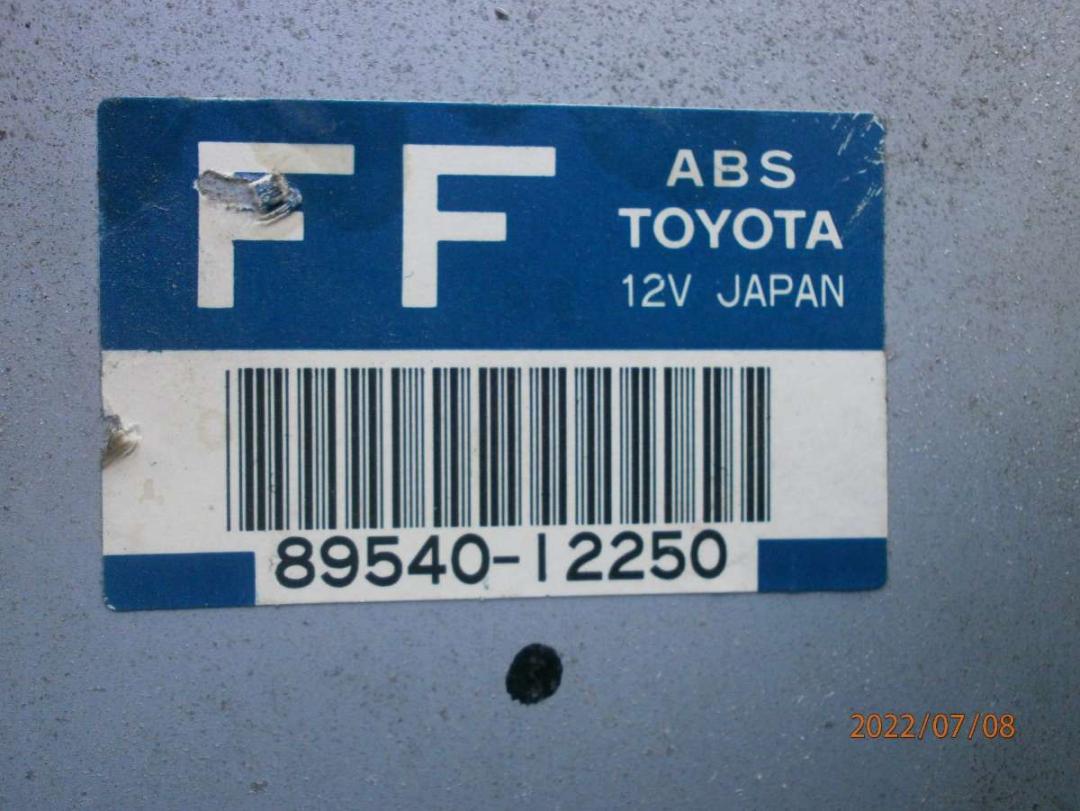 FF
ABS
TOYOTA
12V JAPAN
89540-12250
2022/07/08